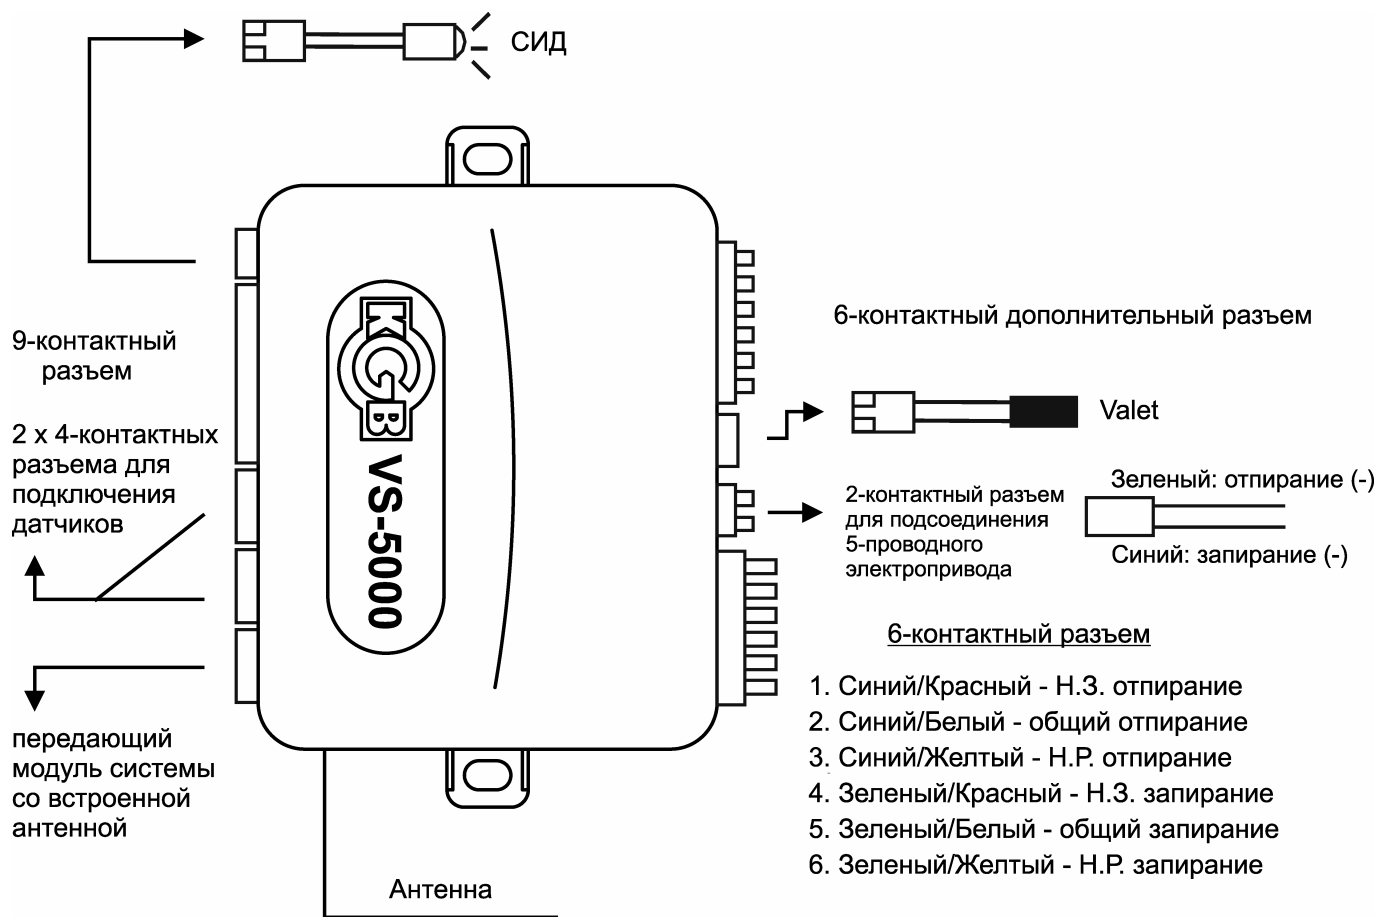 СИД
9-контактный
разъем
2 x 4-контактных
разъема для
подключения
датчиков
передающий
модуль системы
со встроенной
антенной
KGB
VS-5000
Антенна
6-контактный дополнительный разъем
Valet
2-контактный разъем
для подсоединения
5-проводного
электропривода
Зеленый: отпирание (-)
Синий: запирание (-)
6-контактный разъем
1. Синий/Красный - Н.З. отпирание
2. Синий/Белый - общий отпирание
3. Синий/Желтый - Н.Р. отпирание
4. Зеленый/Красный - Н.З. запирание
5. Зеленый/Белый - общий запирание
6. Зеленый/Желтый - Н.Р. запирание